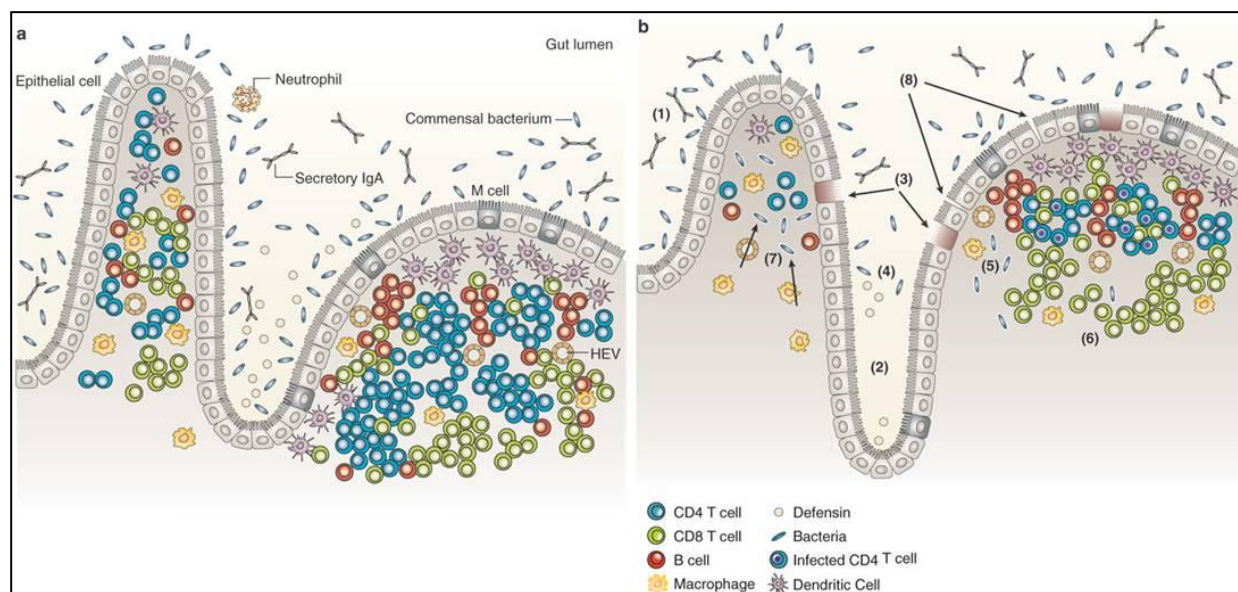 a
Gut lumen
Epithelial cell
Neutrophil
Commensal bacterium
Secretory IgA
M cell
HEV
b
(1)
(8)
(3)
(4)
(5)
(7)
(6)
(2)
CD4 T cell
CD8 T cell
B cell
Macrophage
Defensin
Bacteria
Infected CD4 T cell
Dendritic Cell